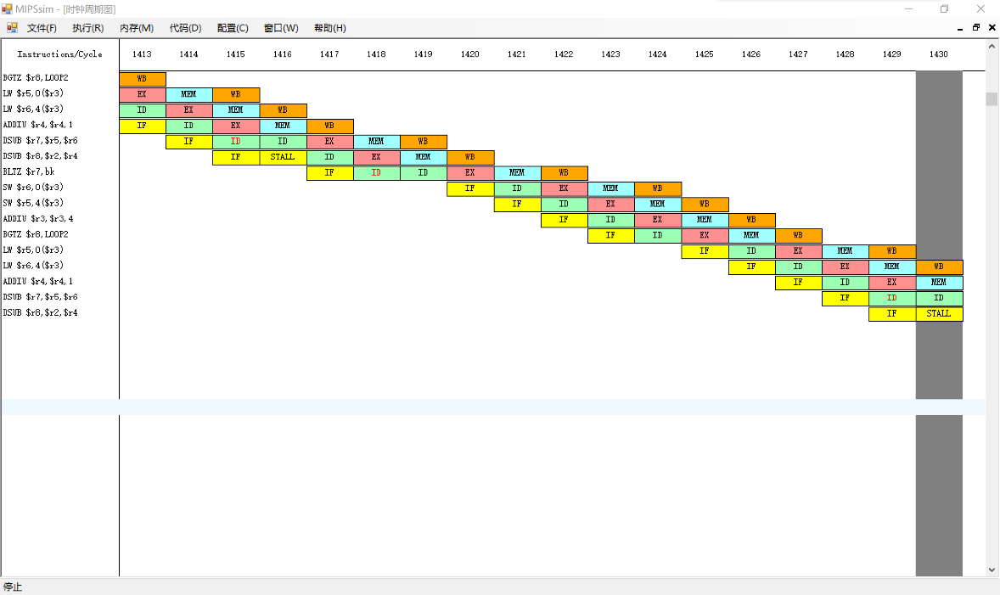 MIPSsim - [时钟周期图]
文件(F) 执行(R) 内存(M) 代码(D) 配置(C) 窗口(W) 帮助(H)
Instructions/Cycle 1413 1414 1415 1416 1417 1418 1419 1420 1421 1422 1423 1424 1425 1426 1427 1428 1429 1430
BGTZ $r8,LOOP2 WB
LW $r5,0($r3) EX MEM WB
LW $r6,4($r3) ID EX MEM WB
ADDIU $r4,$r4,1 IF ID EX MEM WB
DSUB $r7,$r5,$r6 IF ID ID EX MEM WB
DSUB $r8,$r2,$r4 IF STALL ID EX MEM WB
BLTZ $r7,bk IF ID ID EX MEM WB
SW $r6,0($r3) IF ID EX MEM WB
SW $r5,4($r3) IF ID EX MEM WB
ADDIU $r3,$r3,4 IF ID EX MEM WB
BGTZ $r8,LOOP2 IF ID EX MEM WB
LW $r5,0($r3) IF ID EX MEM WB
LW $r6,4($r3) IF ID EX MEM WB
ADDIU $r4,$r4,1 IF ID EX MEM
DSUB $r7,$r5,$r6 IF ID ID
DSUB $r8,$r2,$r4 IF STALL
停止